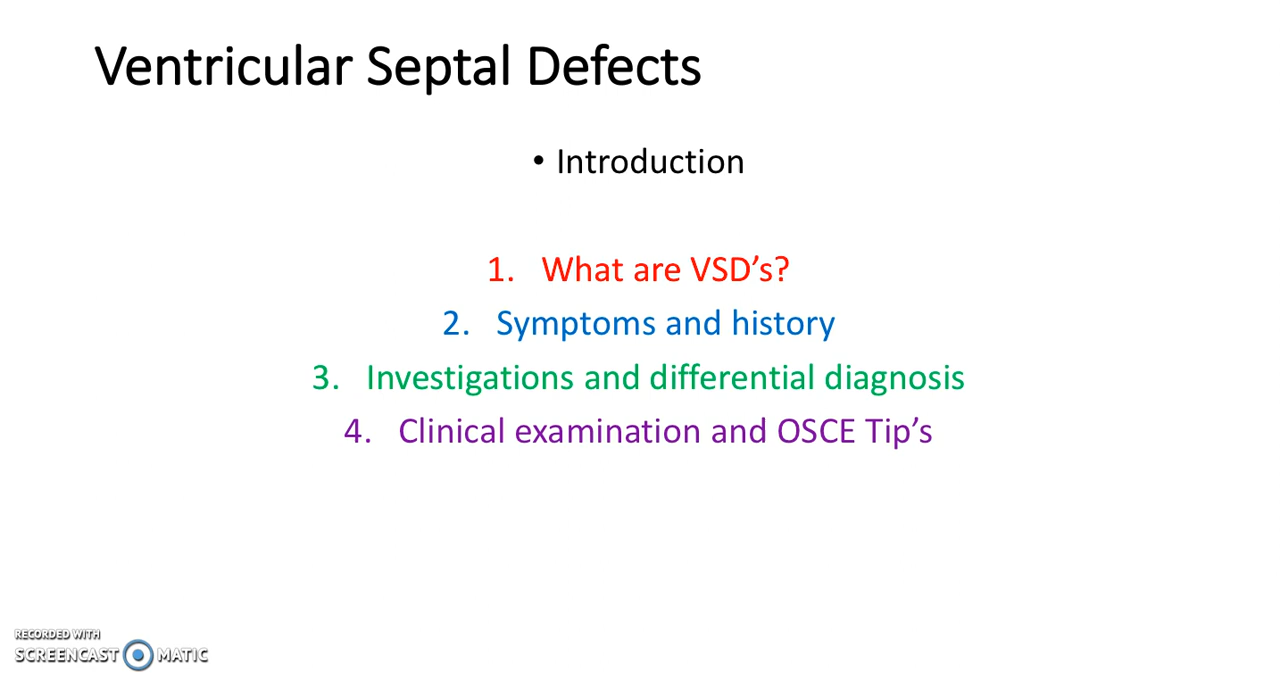 Ventricular Septal Defects
• Introduction
1. What are VSD’s?
2. Symptoms and history
3. Investigations and differential diagnosis
4. Clinical examination and OSCE Tip’s
RECORDED WITH
SCREENCAST MATIC